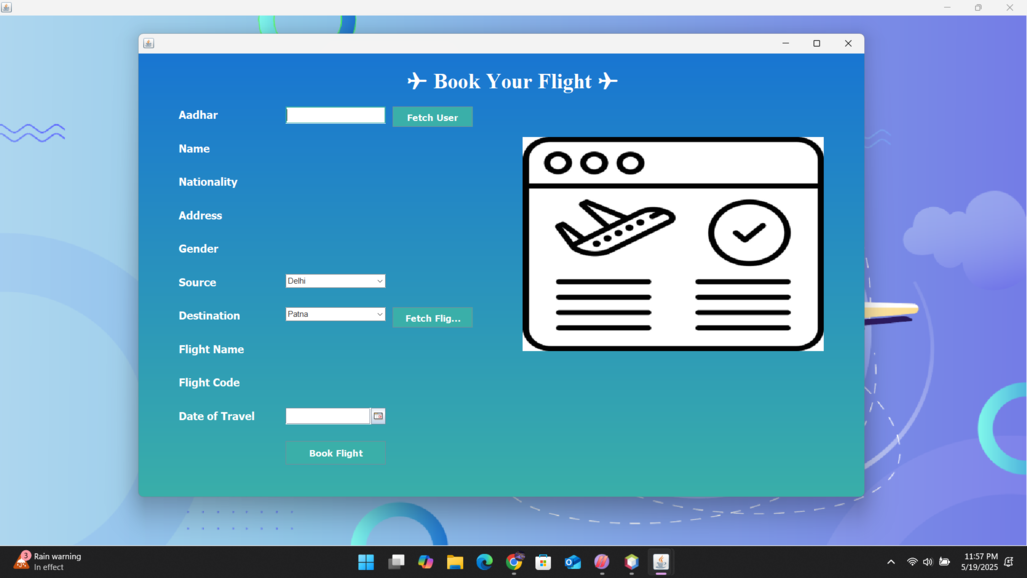 ✈ Book Your Flight ✈
Aadhar
Fetch User
Name
Nationality
Address
Gender
Source
Delhi
Destination
Patna
Fetch Flig...
Flight Name
Flight Code
Date of Travel
Book Flight
3
Rain warning
In effect
11:57 PM
5/19/2025